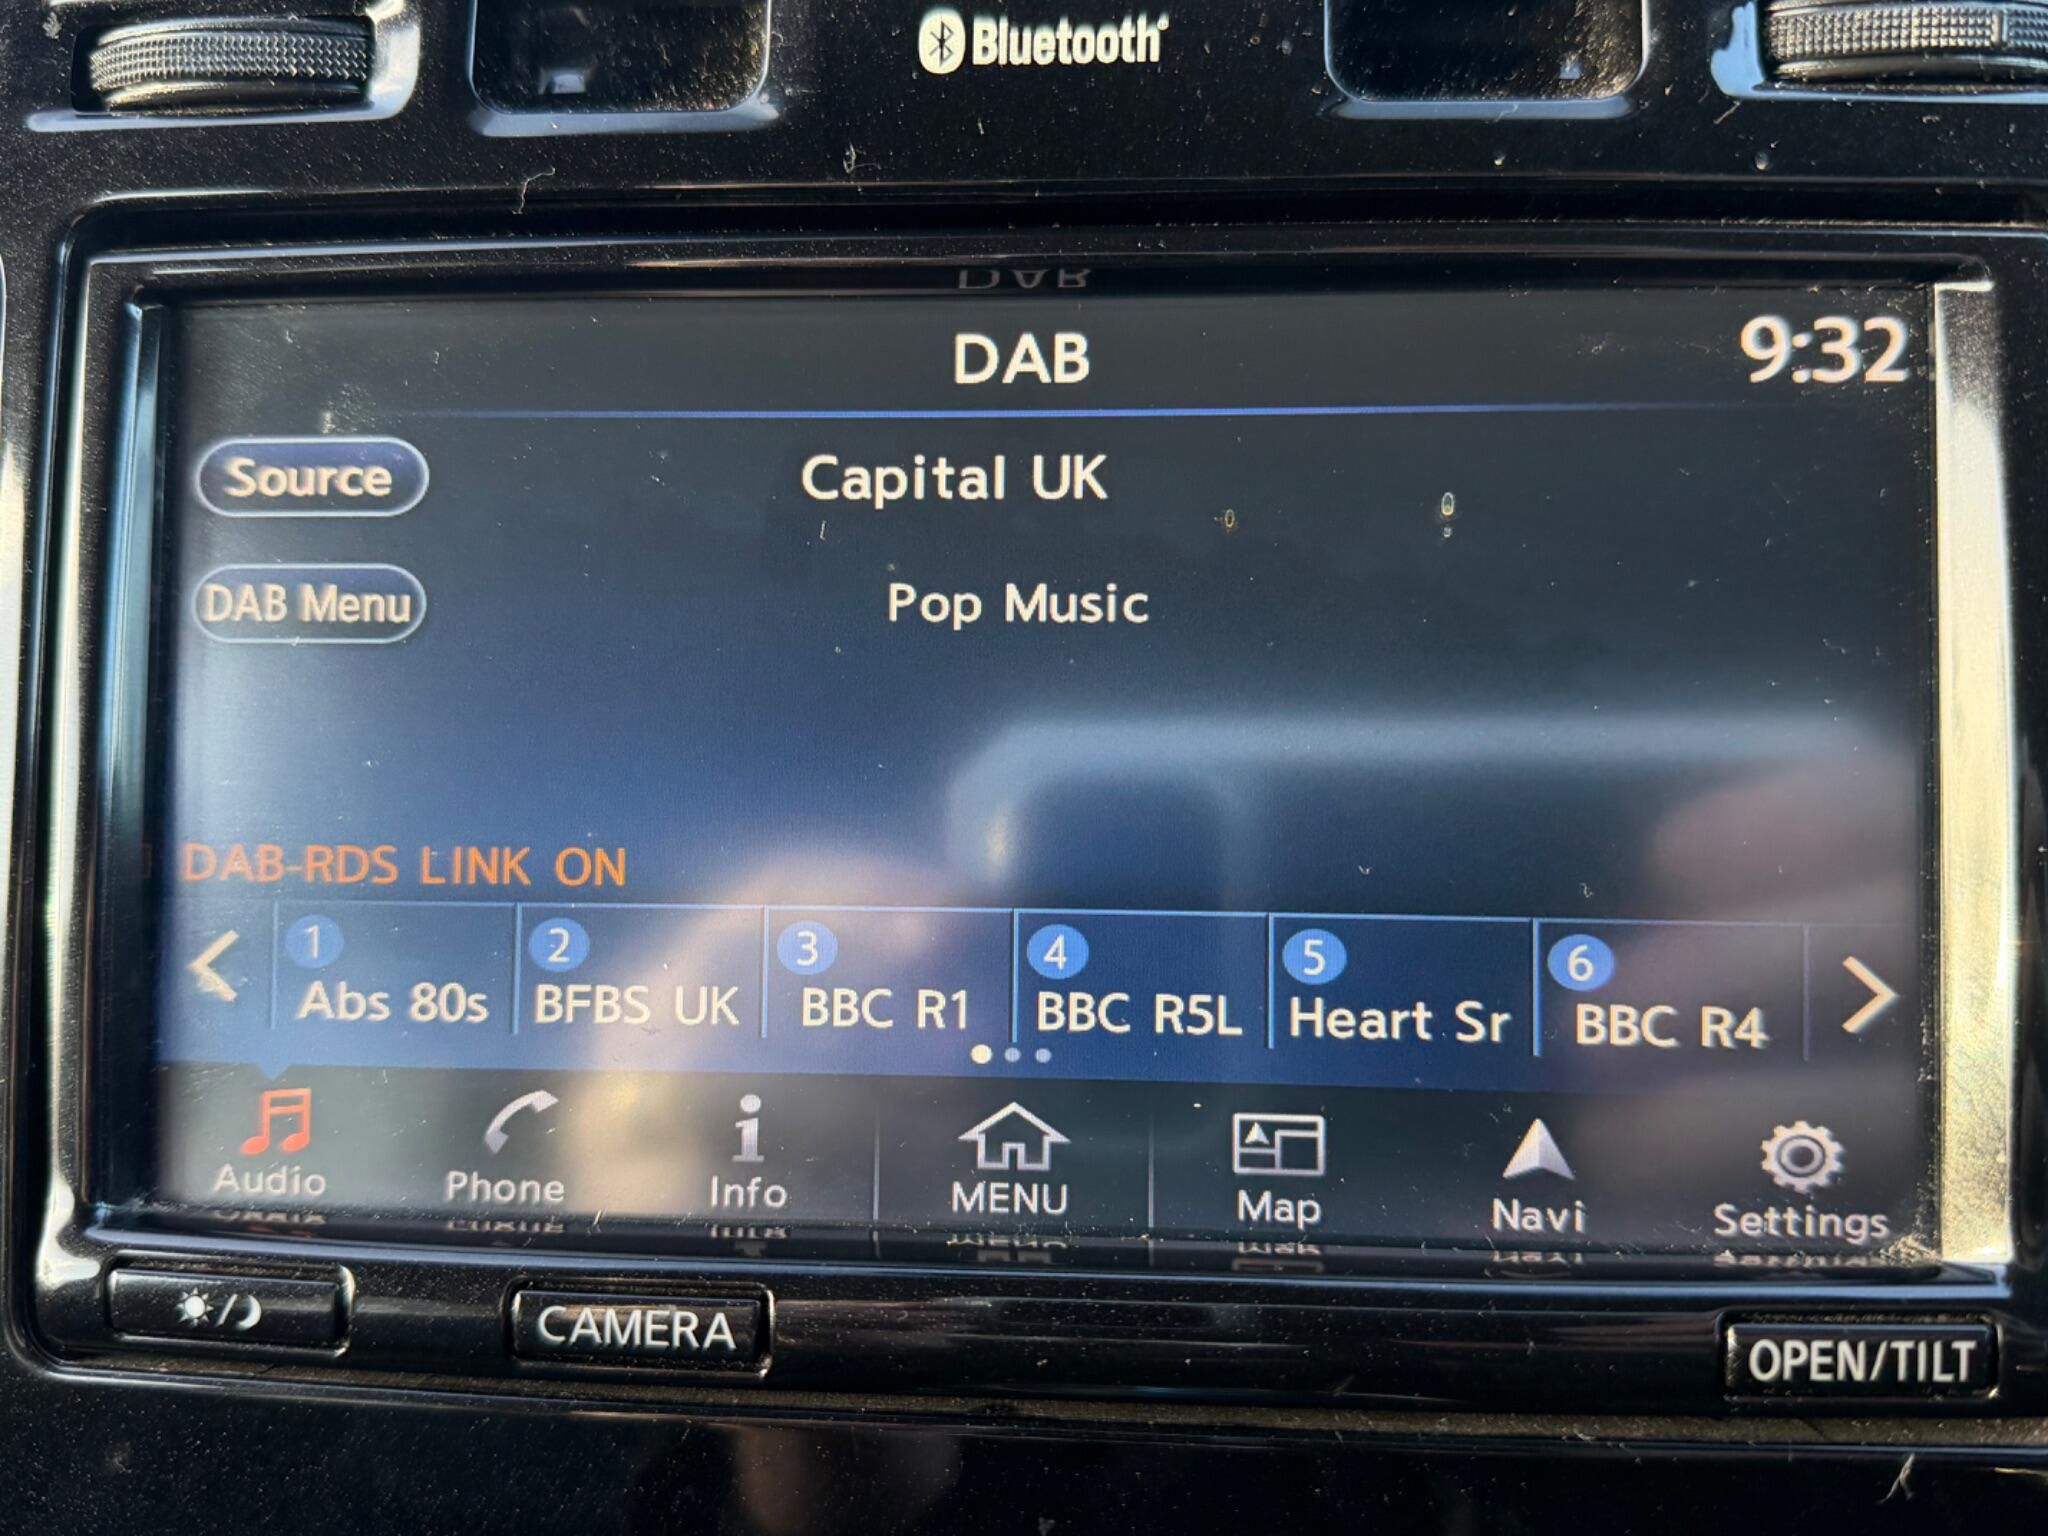 Bluetooth®
DAB
9:32
Source
Capital UK
DAB Menu
Pop Music
DAB-RDS LINK ON
1
2
3
4
5
6
Abs 80s
BFBS UK
BBC R1
BBC R5L
Heart Sr
BBC R4
Audio
Phone
Info
MENU
Map
Navi
Settings
CAMERA
OPEN/TILT